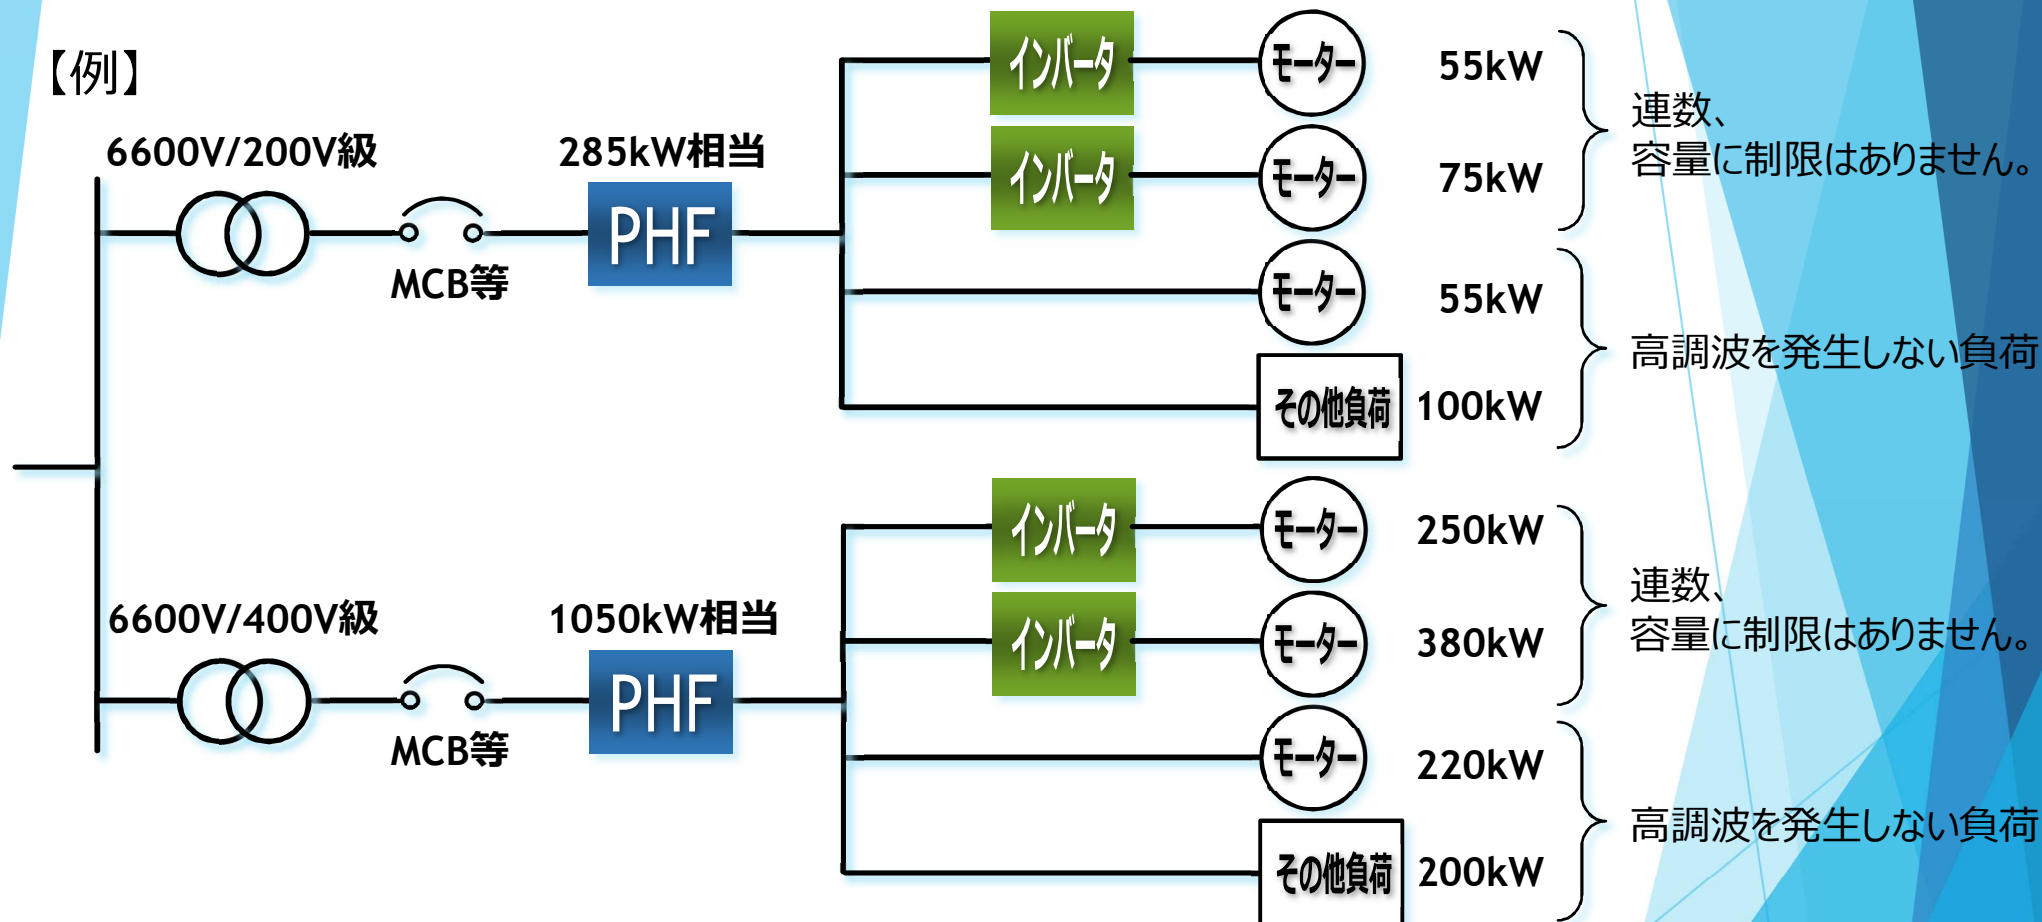 【例】
6600V/200V級
285kW相当
MCB等
PHF
インバータ
モーター
55kW
インバータ
モーター
75kW
連数、
容量に制限はありません。
モーター
55kW
その他負荷
100kW
高調波を発生しない負荷
6600V/400V級
1050kW相当
MCB等
PHF
インバータ
モーター
250kW
インバータ
モーター
380kW
連数、
容量に制限はありません。
モーター
220kW
その他負荷
200kW
高調波を発生しない負荷